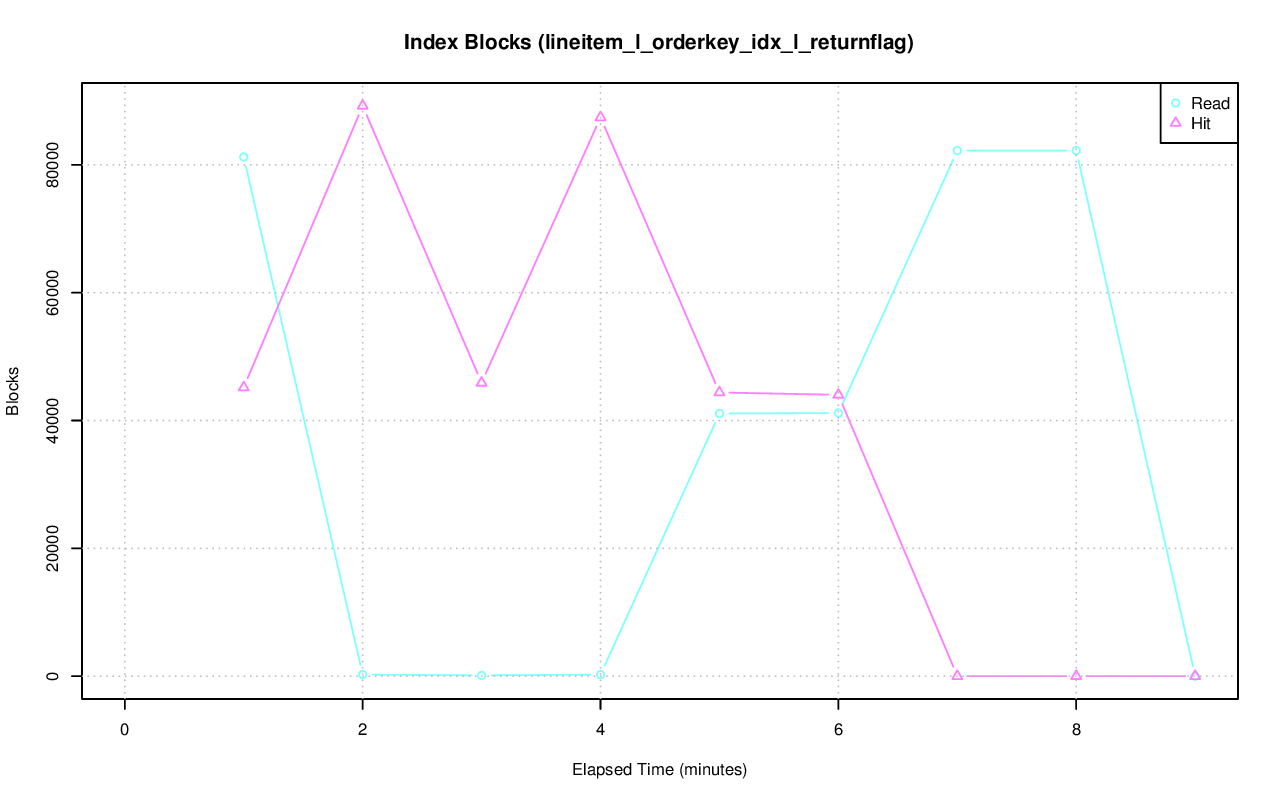 Index Blocks (lineitem_l_orderkey_idx_l_returnflag)
Read
Hit
Blocks
80000
60000
40000
20000
0
0 2 4 6 8
Elapsed Time (minutes)